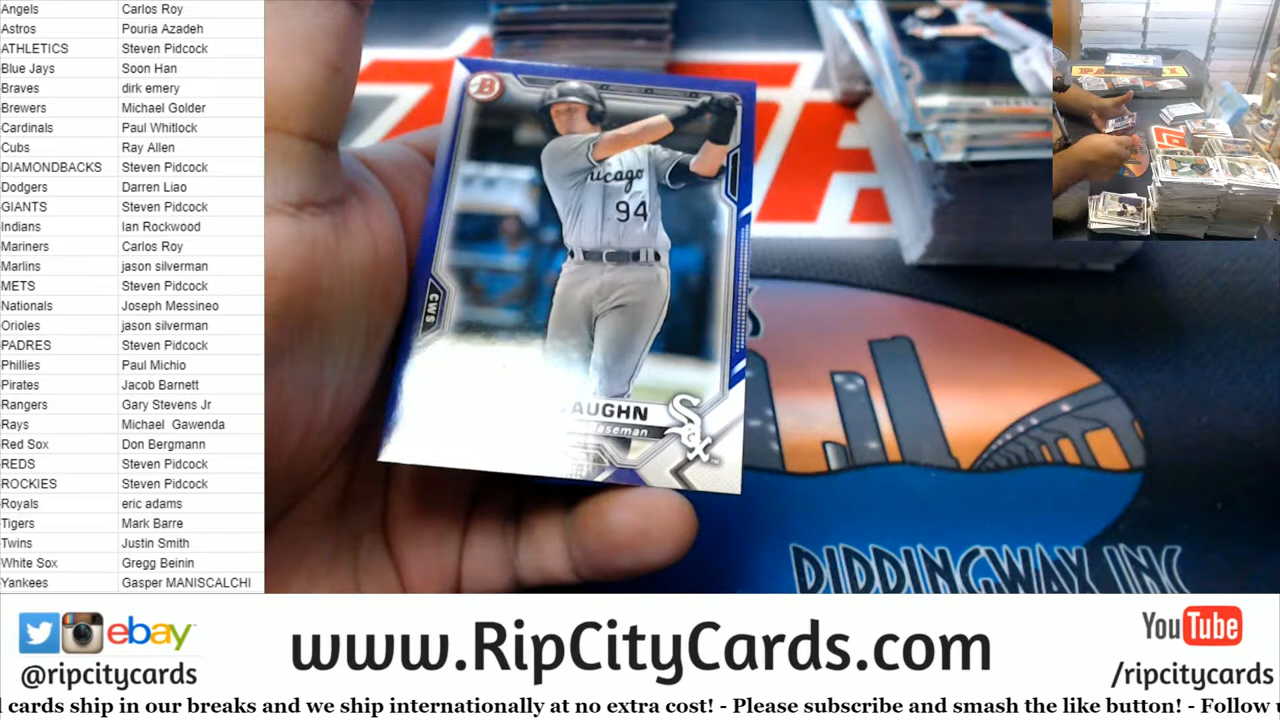 Angels Carlos Roy
Astros Pouria Azadeh
ATHLETICS Steven Pidcock
Blue Jays Soon Han
Braves dirk emery
Brewers Michael Golder
Cardinals Paul Whitlock
Cubs Ray Allen
DIAMONDBACKS Steven Pidcock
Dodgers Darren Liao
GIANTS Steven Pidcock
Indians Ian Rockwood
Mariners Carlos Roy
Marlins jason silverman
METS Steven Pidcock
Nationals Joseph Messineo
Orioles jason silverman
PADRES Steven Pidcock
Phillies Paul Michio
Pirates Jacob Barnett
Rangers Gary Stevens Jr
Rays Michael Gawenda
Red Sox Don Bergmann
REDS Steven Pidcock
ROCKIES Steven Pidcock
Royals eric adams
Tigers Mark Barre
Twins Justin Smith
White Sox Gregg Beinin
Yankees Gasper MANISCALCHI
B
hicago
94
CWS
AUGHN
aseman
Sox
RIPPINGWAX INC
ebay
@ripcitycards
www.RipCityCards.com
YouTube
/ripcitycards
cards ship in our breaks and we ship internationally at no extra cost! - Please subscribe and smash the like button! - Follow